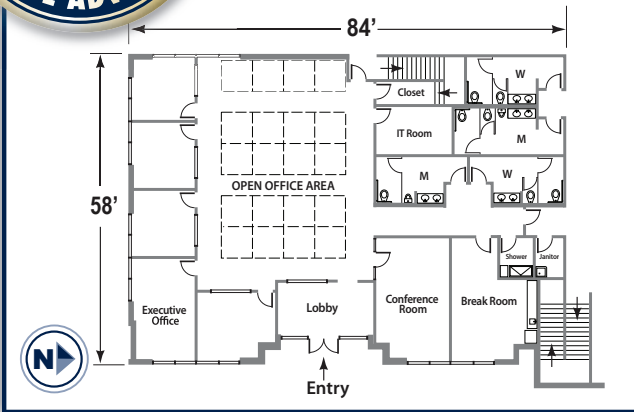 84'
W
Closet
IT Room
M
OPEN OFFICE AREA
M
W
58'
Shower
Janitor
Executive
Office
Lobby
Conference
Room
Break Room
N
Entry